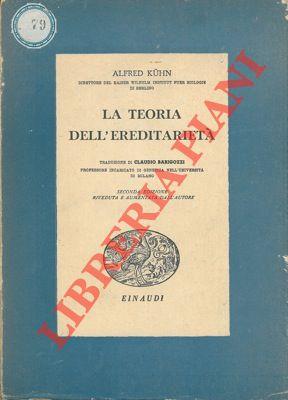 79
ALFRED KÜHN
DIRETTORE DEL KAISER WILHELM INSTITUT FUER BIOLOGIE
DI BERLINO
LA TEORIA
DELL'EREDITARIETÀ
TRADUZIONE DI CLAUDIO BARIGOZZI
PROFESSORE INCARICATO DI GENETICA NELL'UNIVERSITÀ
DI MILANO
SECONDA EDIZIONE
RIVEDUTA E AUMENTATA DALL'AUTORE
EINAUDI
LIBRERIA PIANI